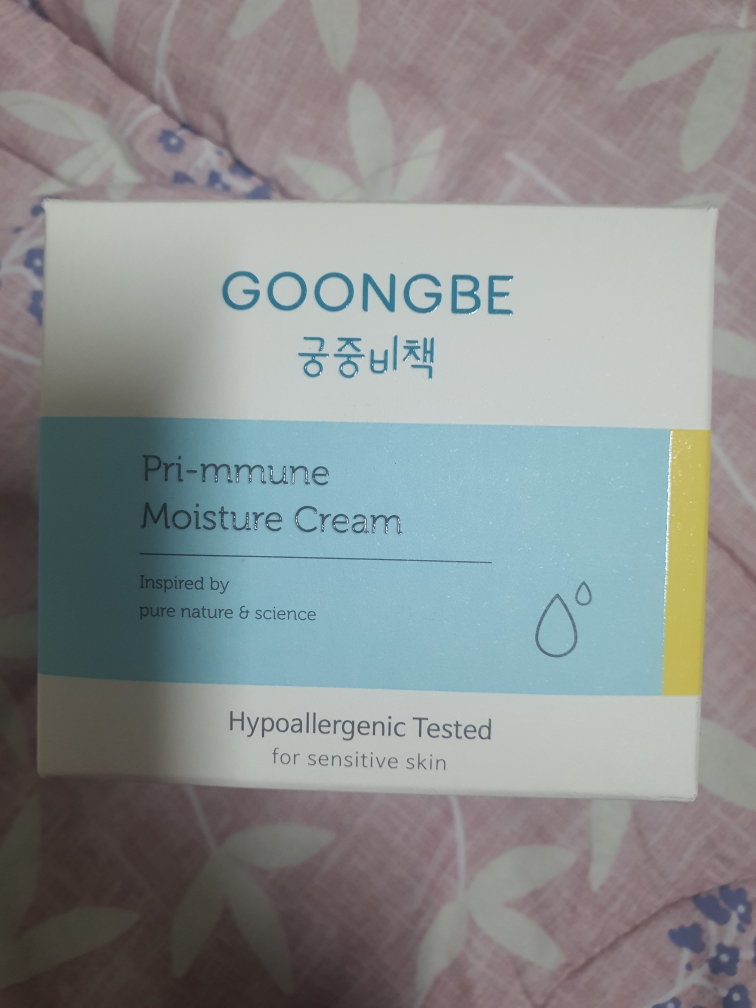 GOONGBE
궁중비책
Pri-mmune
Moisture Cream
Inspired by
pure nature & science
Hypoallergenic Tested
for sensitive skin